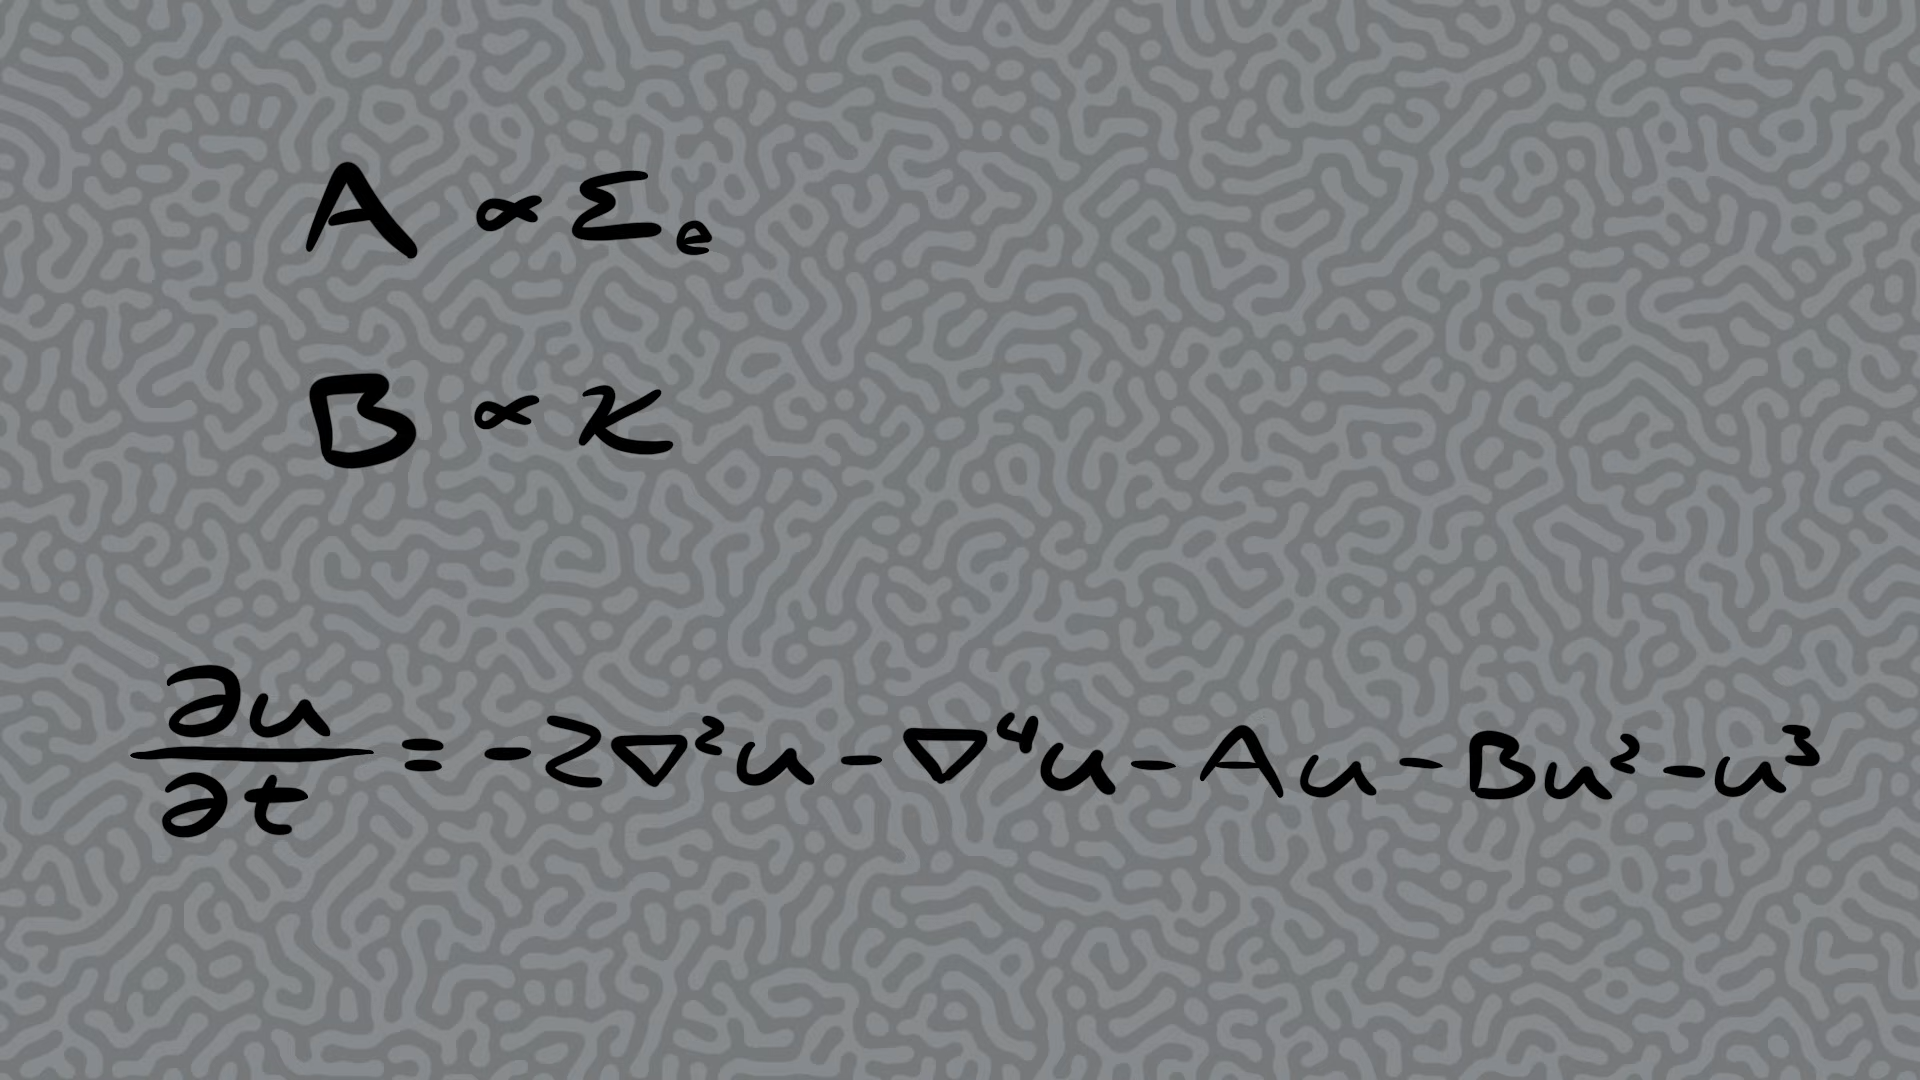 A ∝ Σₑ
B ∝ κ
∂u/∂t = -2∇²u - ∇⁴u - Au - Bu² - u³